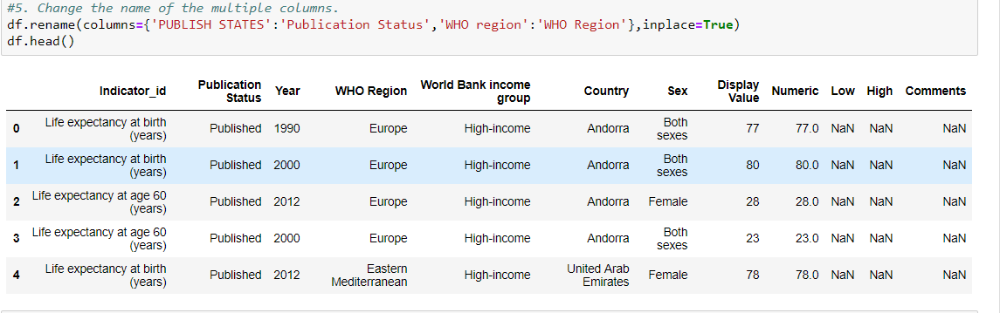 #5. Change the name of the multiple columns.
df.rename(columns={'PUBLISH STATES':'Publication Status','WHO region':'WHO Region'},inplace=True)
df.head()
Indicator_id Publication Status Year WHO Region World Bank income group Country Sex Display Value Numeric Low High Comments
0 Life expectancy at birth (years) Published 1990 Europe High-income Andorra Both sexes 77 77.0 NaN NaN NaN
1 Life expectancy at birth (years) Published 2000 Europe High-income Andorra Both sexes 80 80.0 NaN NaN NaN
2 Life expectancy at age 60 (years) Published 2012 Europe High-income Andorra Female 28 28.0 NaN NaN NaN
3 Life expectancy at age 60 (years) Published 2000 Europe High-income Andorra Both sexes 23 23.0 NaN NaN NaN
4 Life expectancy at birth (years) Published 2012 Eastern Mediterranean High-income United Arab Emirates Female 78 78.0 NaN NaN NaN